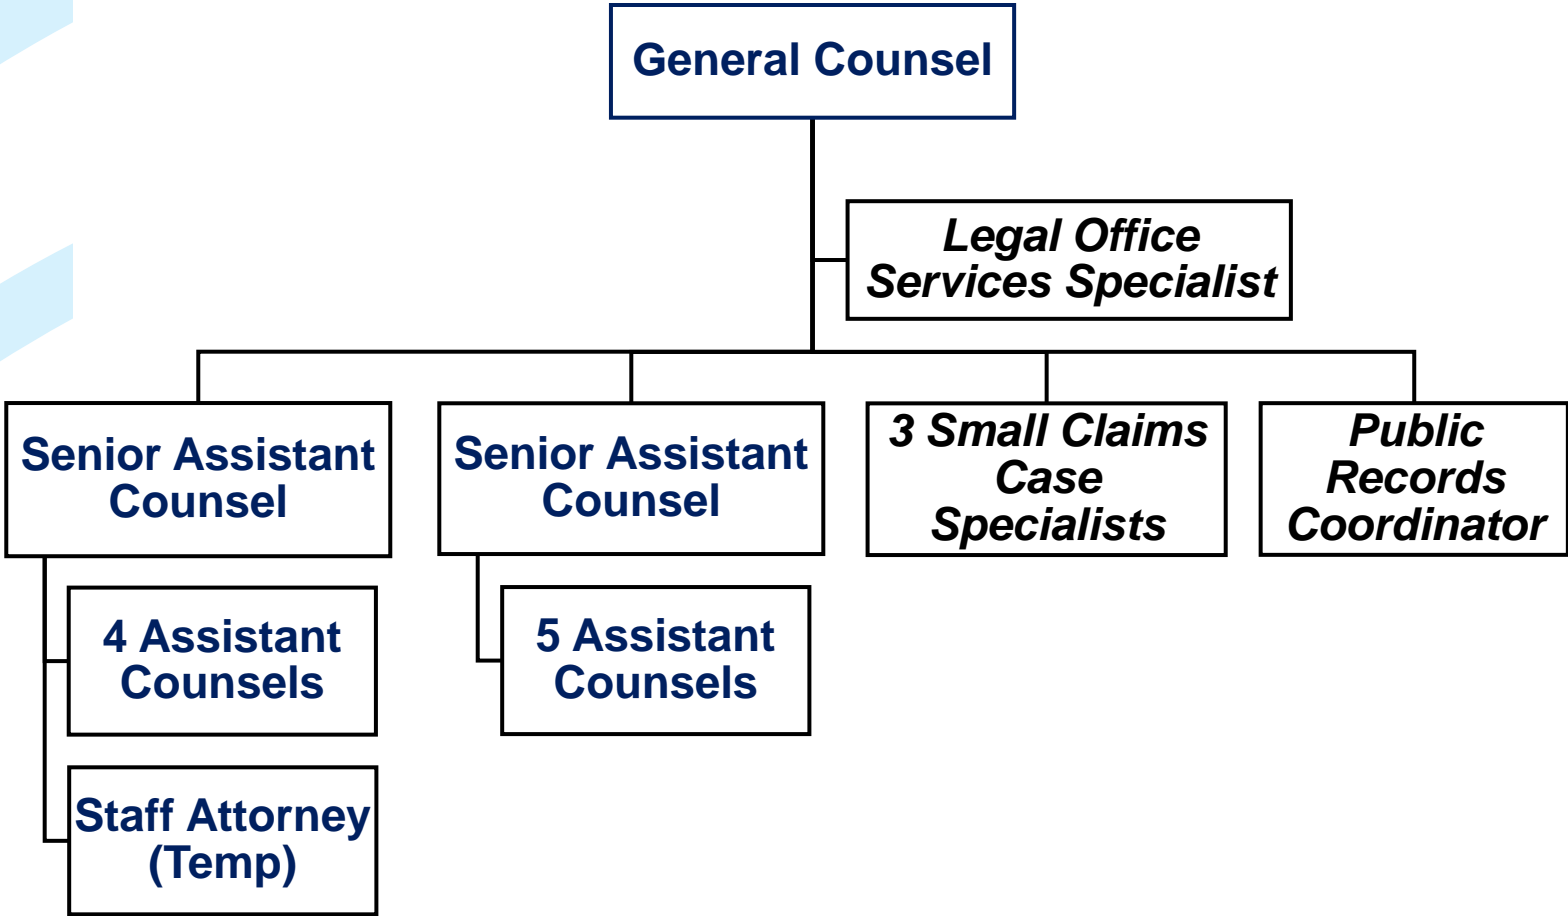 General Counsel
Legal Office
Services Specialist
Senior Assistant
Counsel
Senior Assistant
Counsel
3 Small Claims
Case
Specialists
Public
Records
Coordinator
4 Assistant
Counsels
5 Assistant
Counsels
Staff Attorney
(Temp)